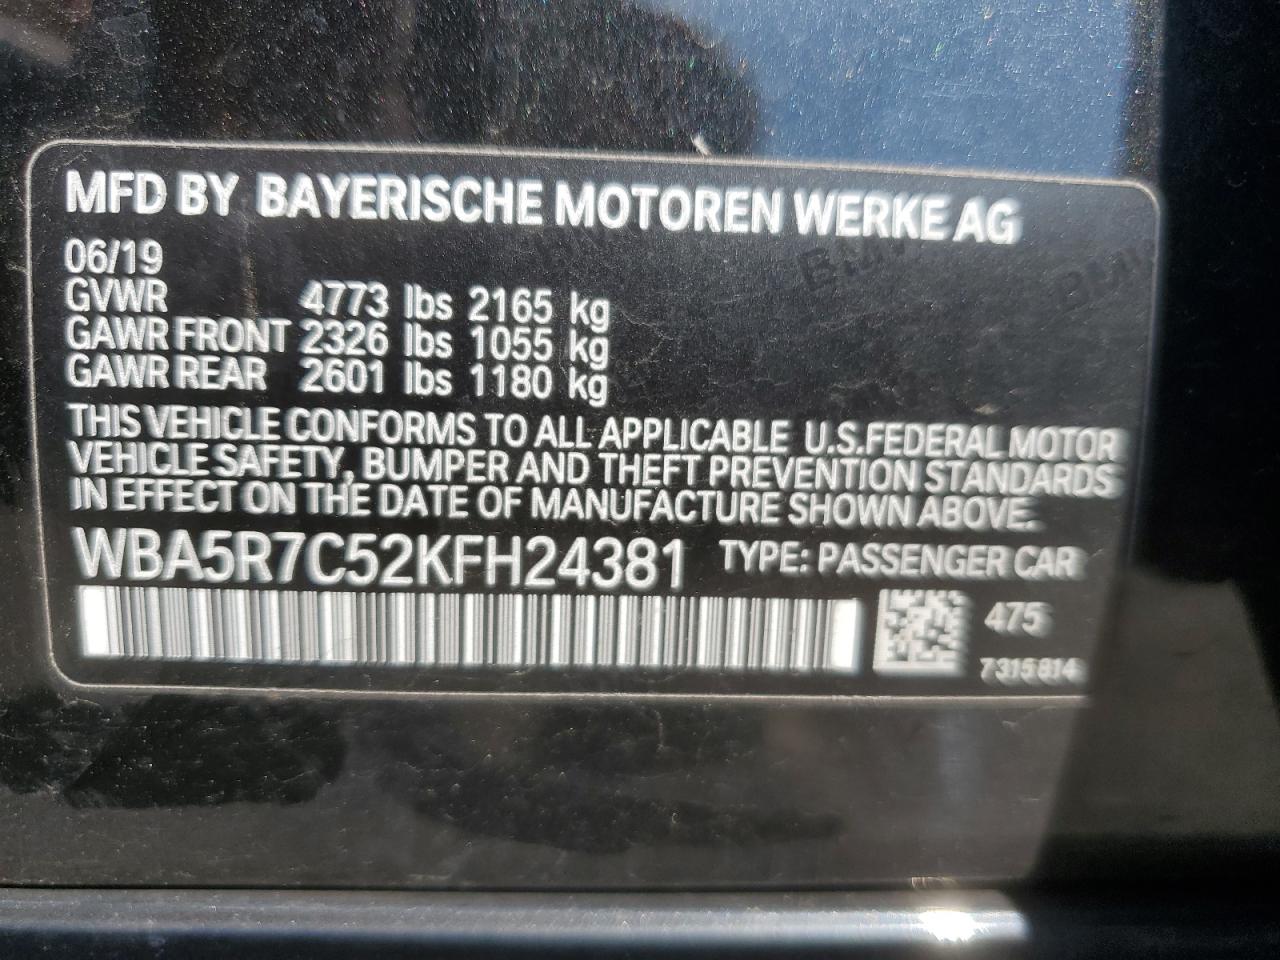 MFD BY BAYERISCHE MOTOREN WERKE AG
06/19
GVWR 4773 lbs 2165 kg
GAWR FRONT 2326 lbs 1055 kg
GAWR REAR 2601 lbs 1180 kg
THIS VEHICLE CONFORMS TO ALL APPLICABLE U.S.FEDERAL MOTOR
VEHICLE SAFETY, BUMPER AND THEFT PREVENTION STANDARDS
IN EFFECT ON THE DATE OF MANUFACTURE SHOWN ABOVE.
WBA5R7C52KFH24381 TYPE: PASSENGER CAR
475
7315814
BMW
BMW